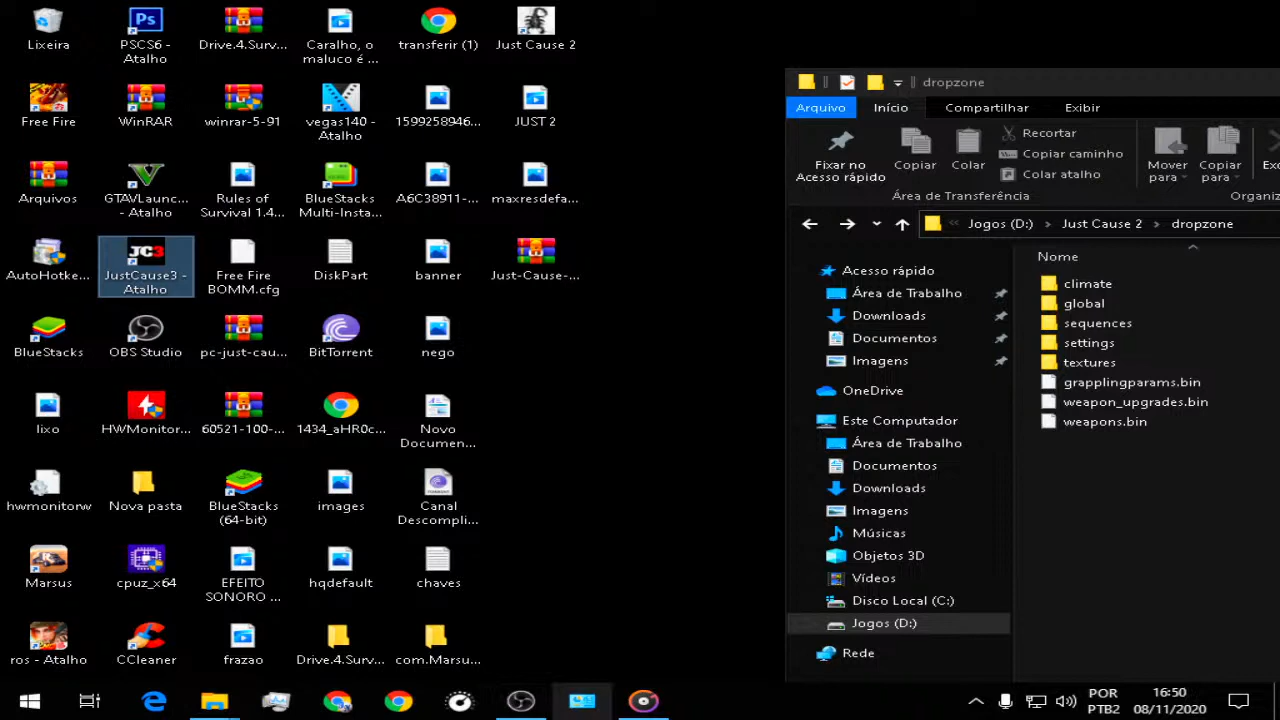 Lixeira
PSCS6 -
Atalho
Drive.4.Surv...
Caralho, o
maluco é ...
transferir (1)
Just Cause 2
Free Fire
WinRAR
winrar-5-91
vegas140 -
Atalho
1599258946...
JUST 2
Arquivos
GTAVLaunc...
- Atalho
Rules of
Survival 1.4...
BlueStacks
Multi-Insta...
A6C38911-...
maxresdefa...
AutoHotke...
JC3
JustCause3 -
Atalho
Free Fire
BOMM.cfg
DiskPart
banner
Just-Cause-...
BlueStacks
OBS Studio
pc-just-cau...
BitTorrent
nego
lixo
HWMonitor...
60521-100-...
1434_aHR0c...
Novo
Documen...
hwmonitorw
Nova pasta
BlueStacks
(64-bit)
images
Canal
Descompli...
Marsus
cpuz_x64
EFEITO
SONORO ...
hqdefault
chaves
ros - Atalho
CCleaner
frazao
Drive.4.Surv...
com.Marsu...
dropzone
Arquivo
Início
Compartilhar
Exibir
Fixar no
Acesso rápido
Copiar
Colar
Recortar
Copiar caminho
Colar atalho
Mover
para
Copiar
para
Exc
Área de Transferência
Organiz
Jogos (D:) > Just Cause 2 > dropzone
Acesso rápido
Área de Trabalho
Downloads
Documentos
Imagens
OneDrive
Este Computador
Área de Trabalho
Documentos
Downloads
Imagens
Músicas
Objetos 3D
Vídeos
Disco Local (C:)
Jogos (D:)
Rede
Nome
climate
global
sequences
settings
textures
grapplingparams.bin
weapon_upgrades.bin
weapons.bin
POR
PTB2
16:50
08/11/2020